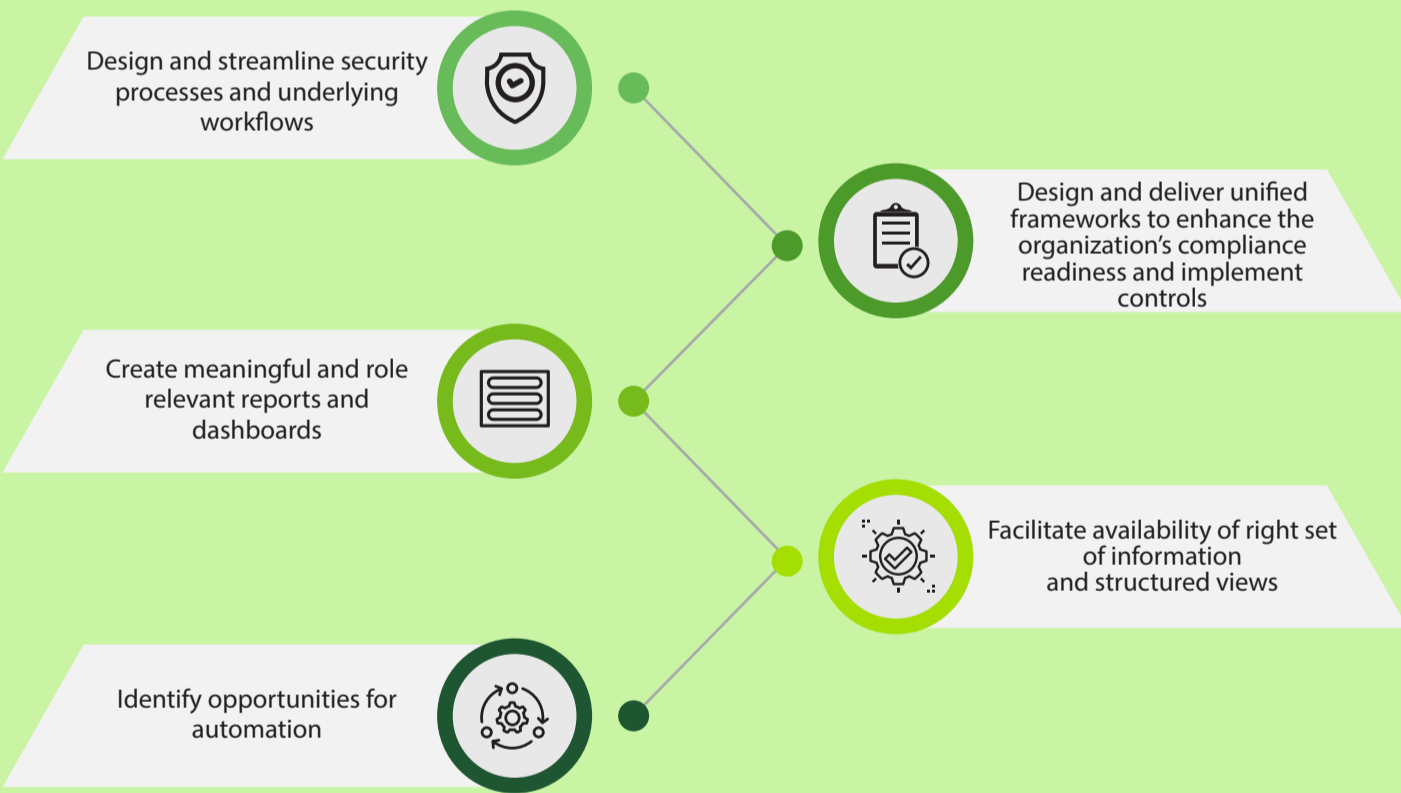 Design and streamline security
processes and underlying
workflows
Design and deliver unified
frameworks to enhance the
organization’s compliance
readiness and implement
controls
Create meaningful and role
relevant reports and
dashboards
Facilitate availability of right set
of information
and structured views
Identify opportunities for
automation